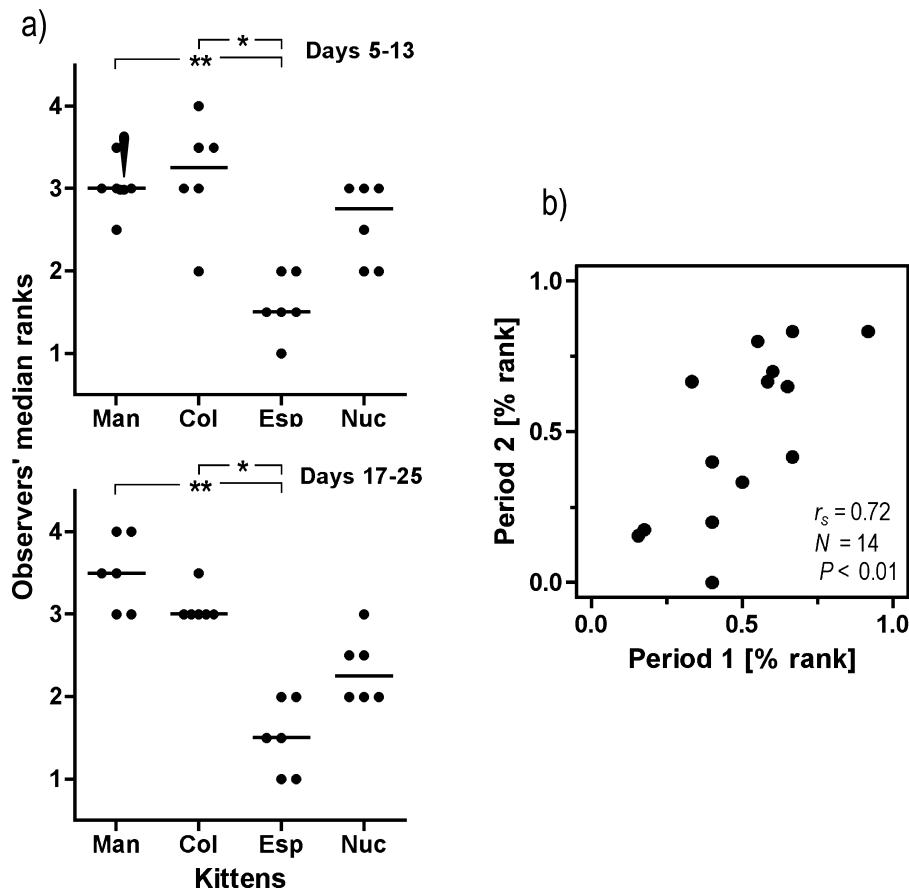 a)
* Days 5-13
**
4
3
2
1
Man Col Esp Nuc
Observers' median ranks
* Days 17-25
**
4
3
2
1
Man Col Esp Nuc
Kittens
b)
1.0
0.5
0.0
Period 2 [% rank]
rs = 0.72
N = 14
P < 0.01
0.0 0.5 1.0
Period 1 [% rank]